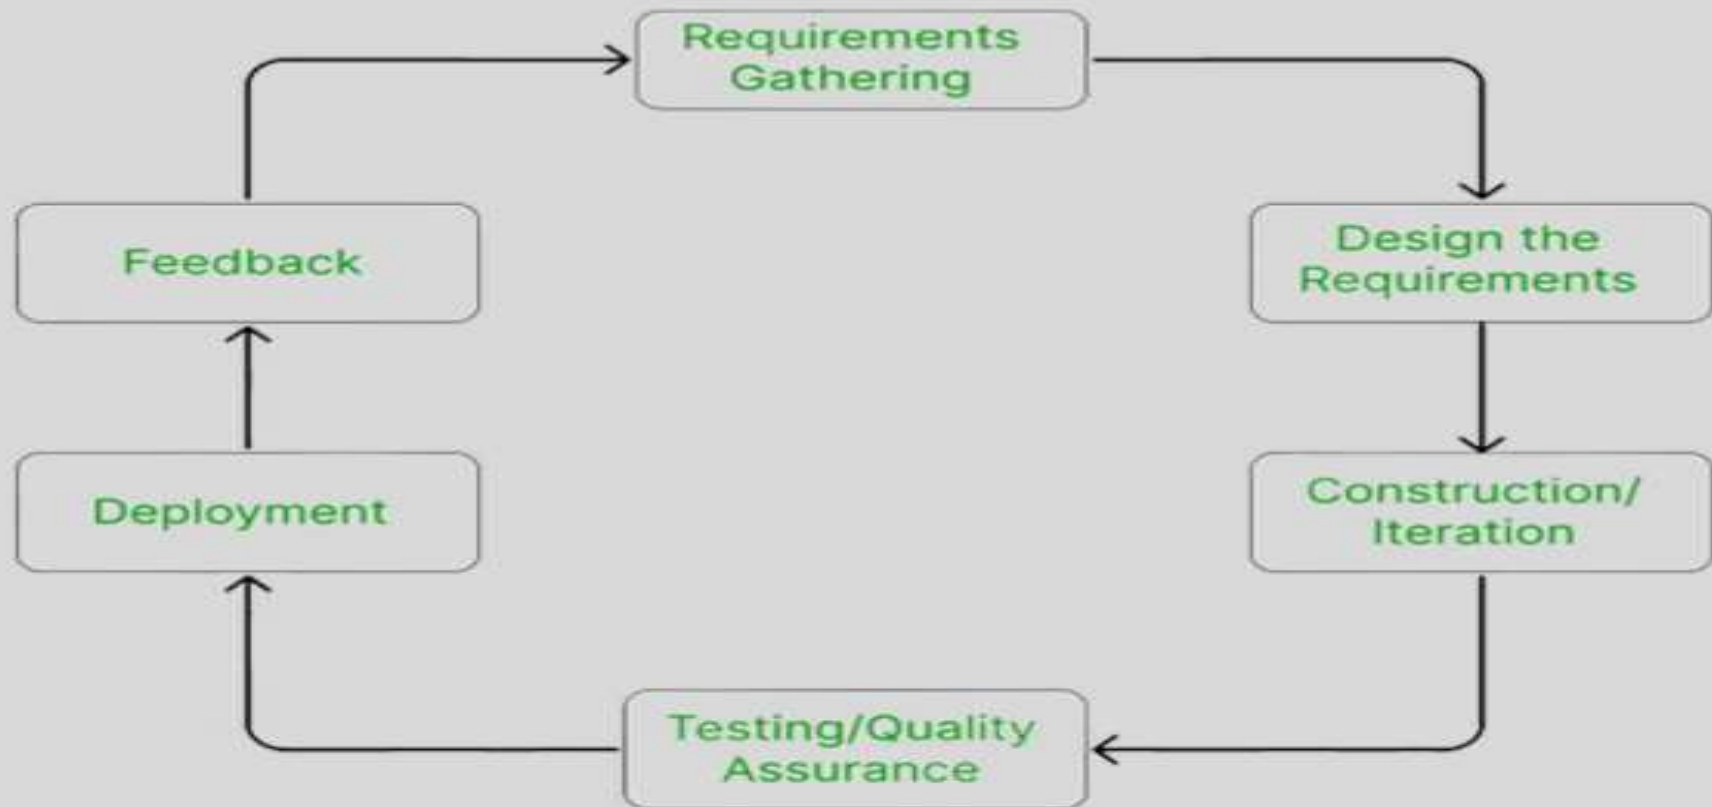 Requirements
Gathering
Design the
Requirements
Construction/
Iteration
Testing/Quality
Assurance
Deployment
Feedback